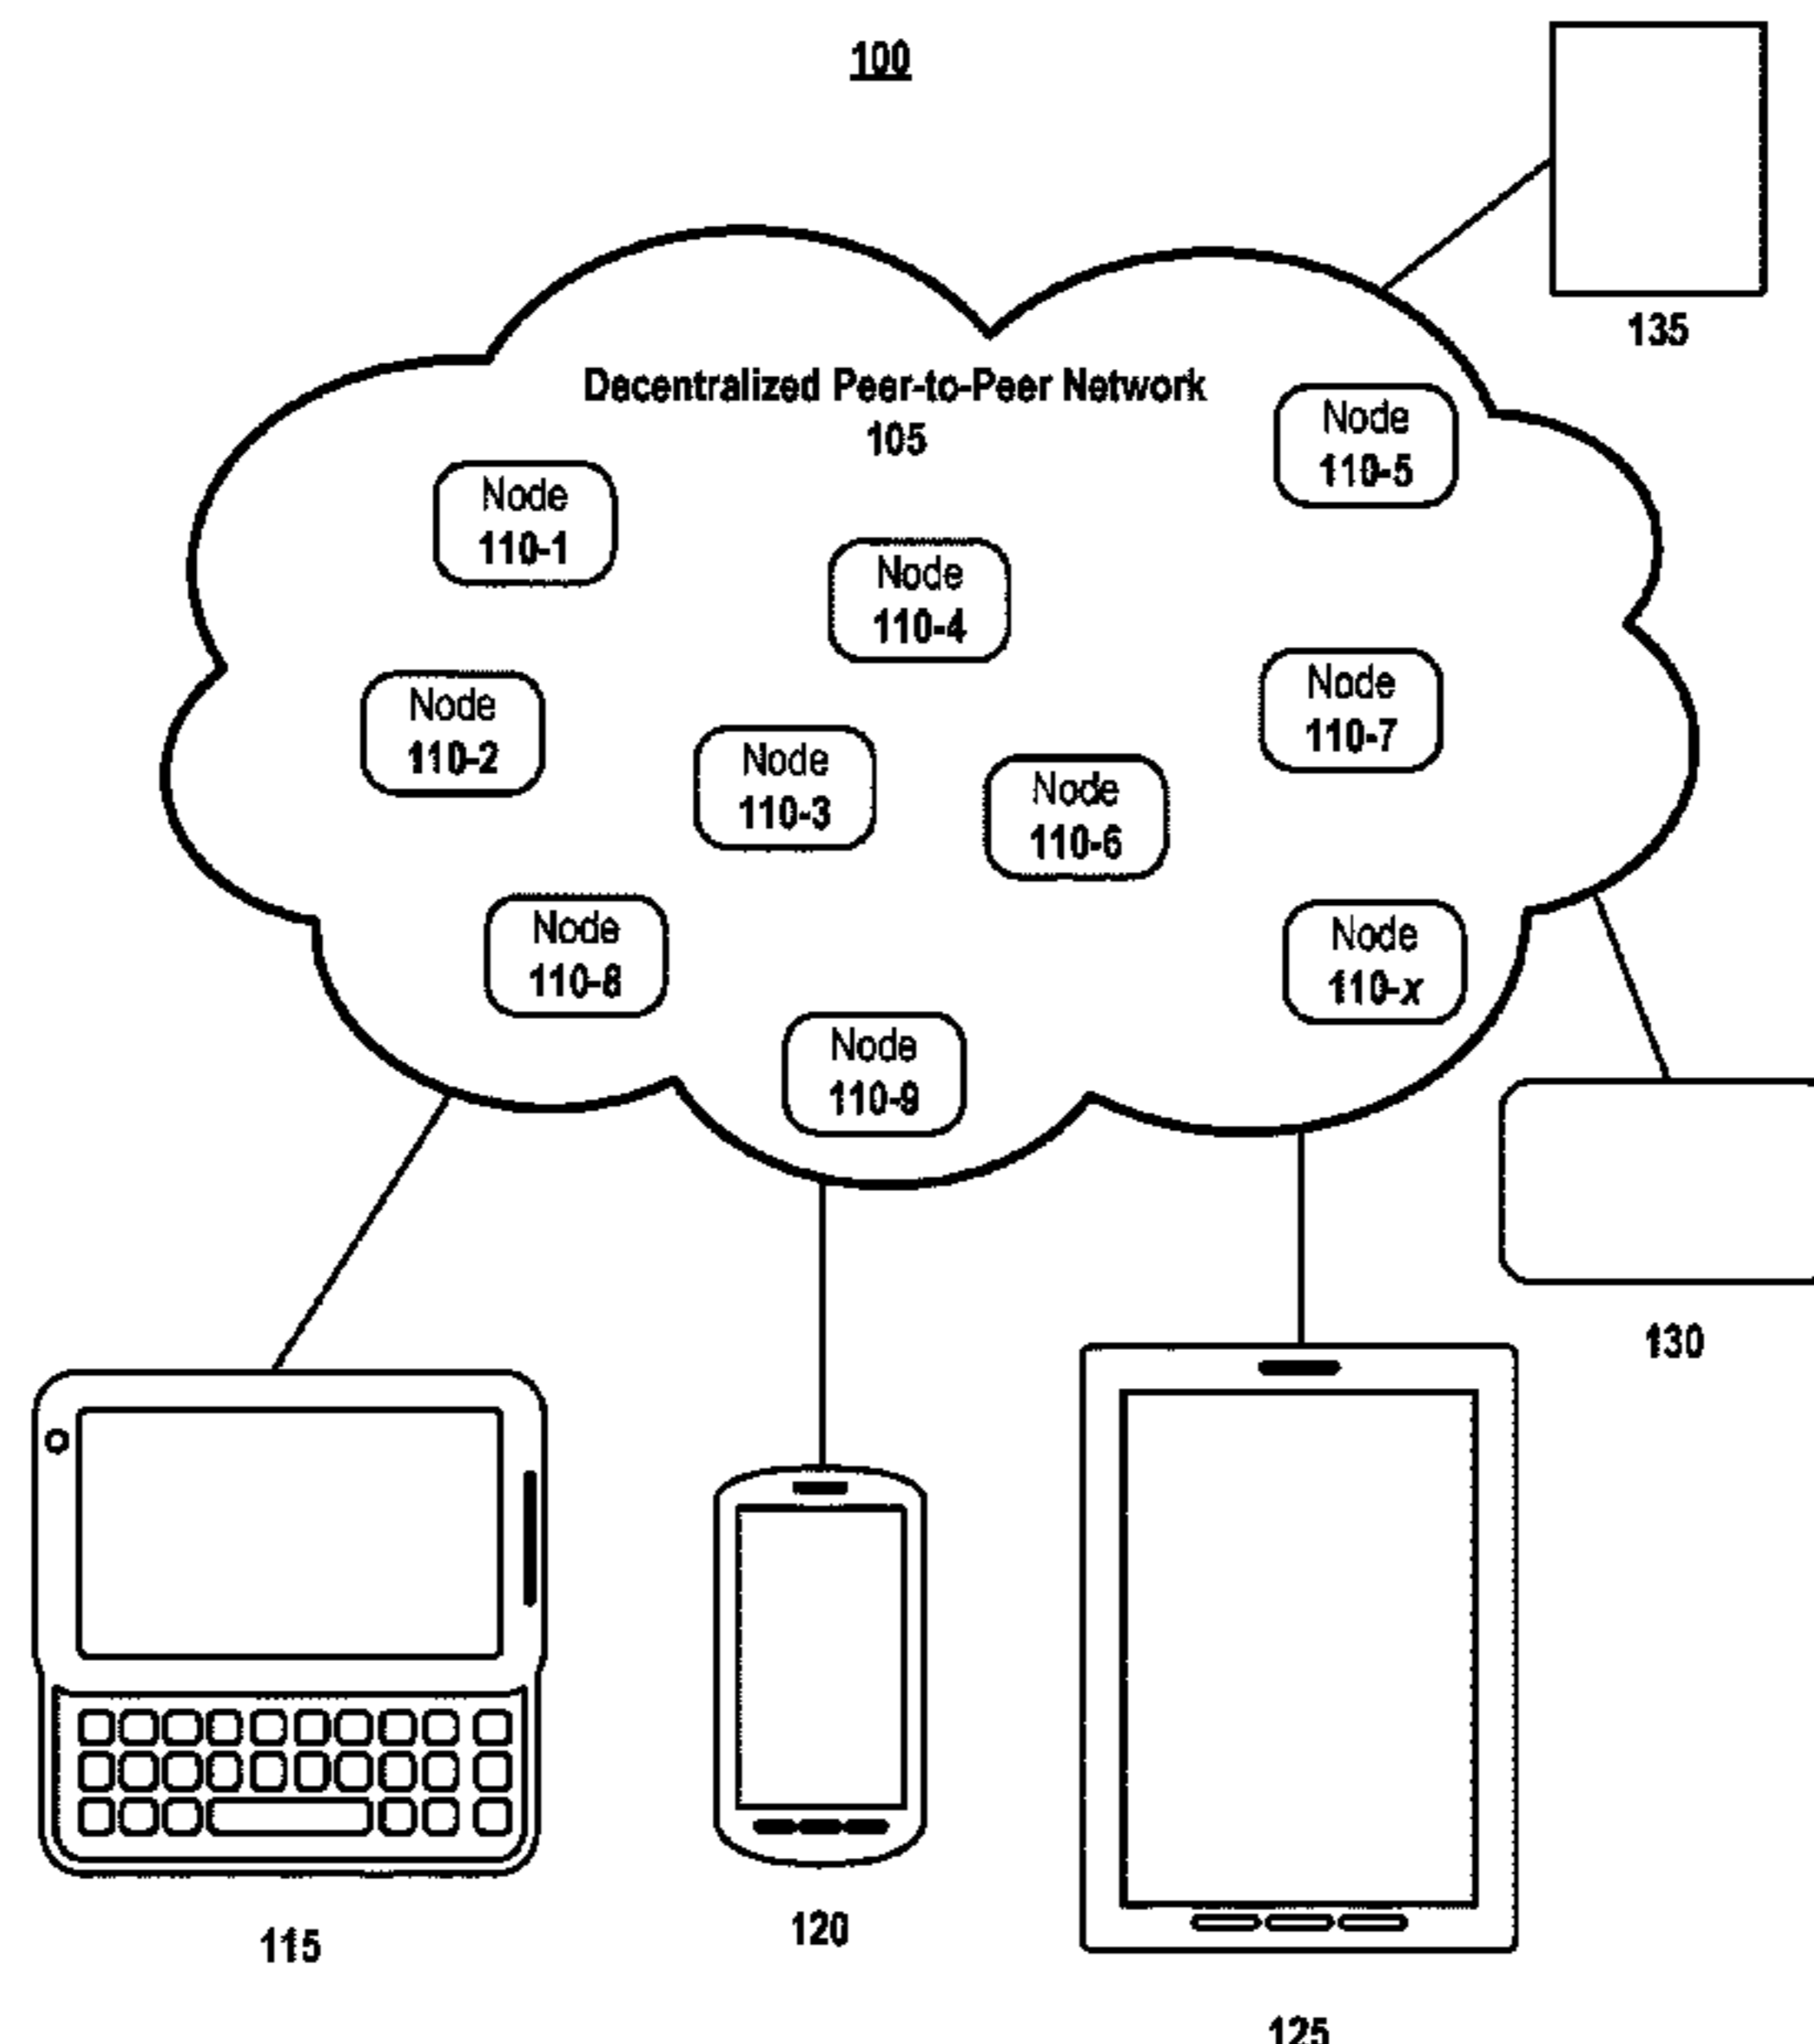 100
135
Decentralized Peer-to-Peer Network
105
Node
110-5
Node
110-1
Node
110-4
Node
110-7
Node
110-2
Node
110-3
Node
110-6
Node
110-8
Node
110-x
Node
110-9
130
115
120
125